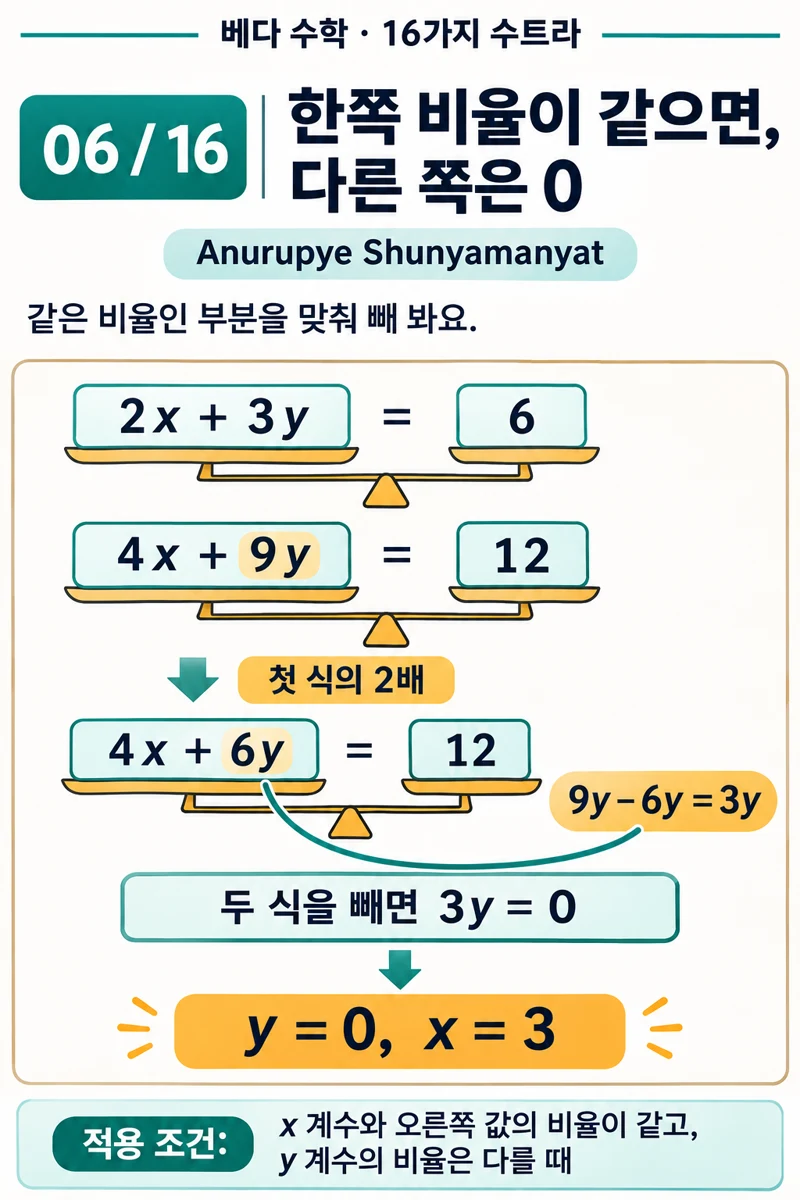 베다 수학 · 16가지 수트라
06 / 16
한쪽 비율이 같으면,
다른 쪽은 0
Anurupye Shunyamanyat
같은 비율인 부분을 맞춰 빼 봐요.
2x + 3y = 6
4x + 9y = 12
첫 식의 2배
4x + 6y = 12
9y – 6y = 3y
두 식을 빼면 3y = 0
y = 0, x = 3
적용 조건:
x 계수와 오른쪽 값의 비율이 같고,
y 계수의 비율은 다를 때